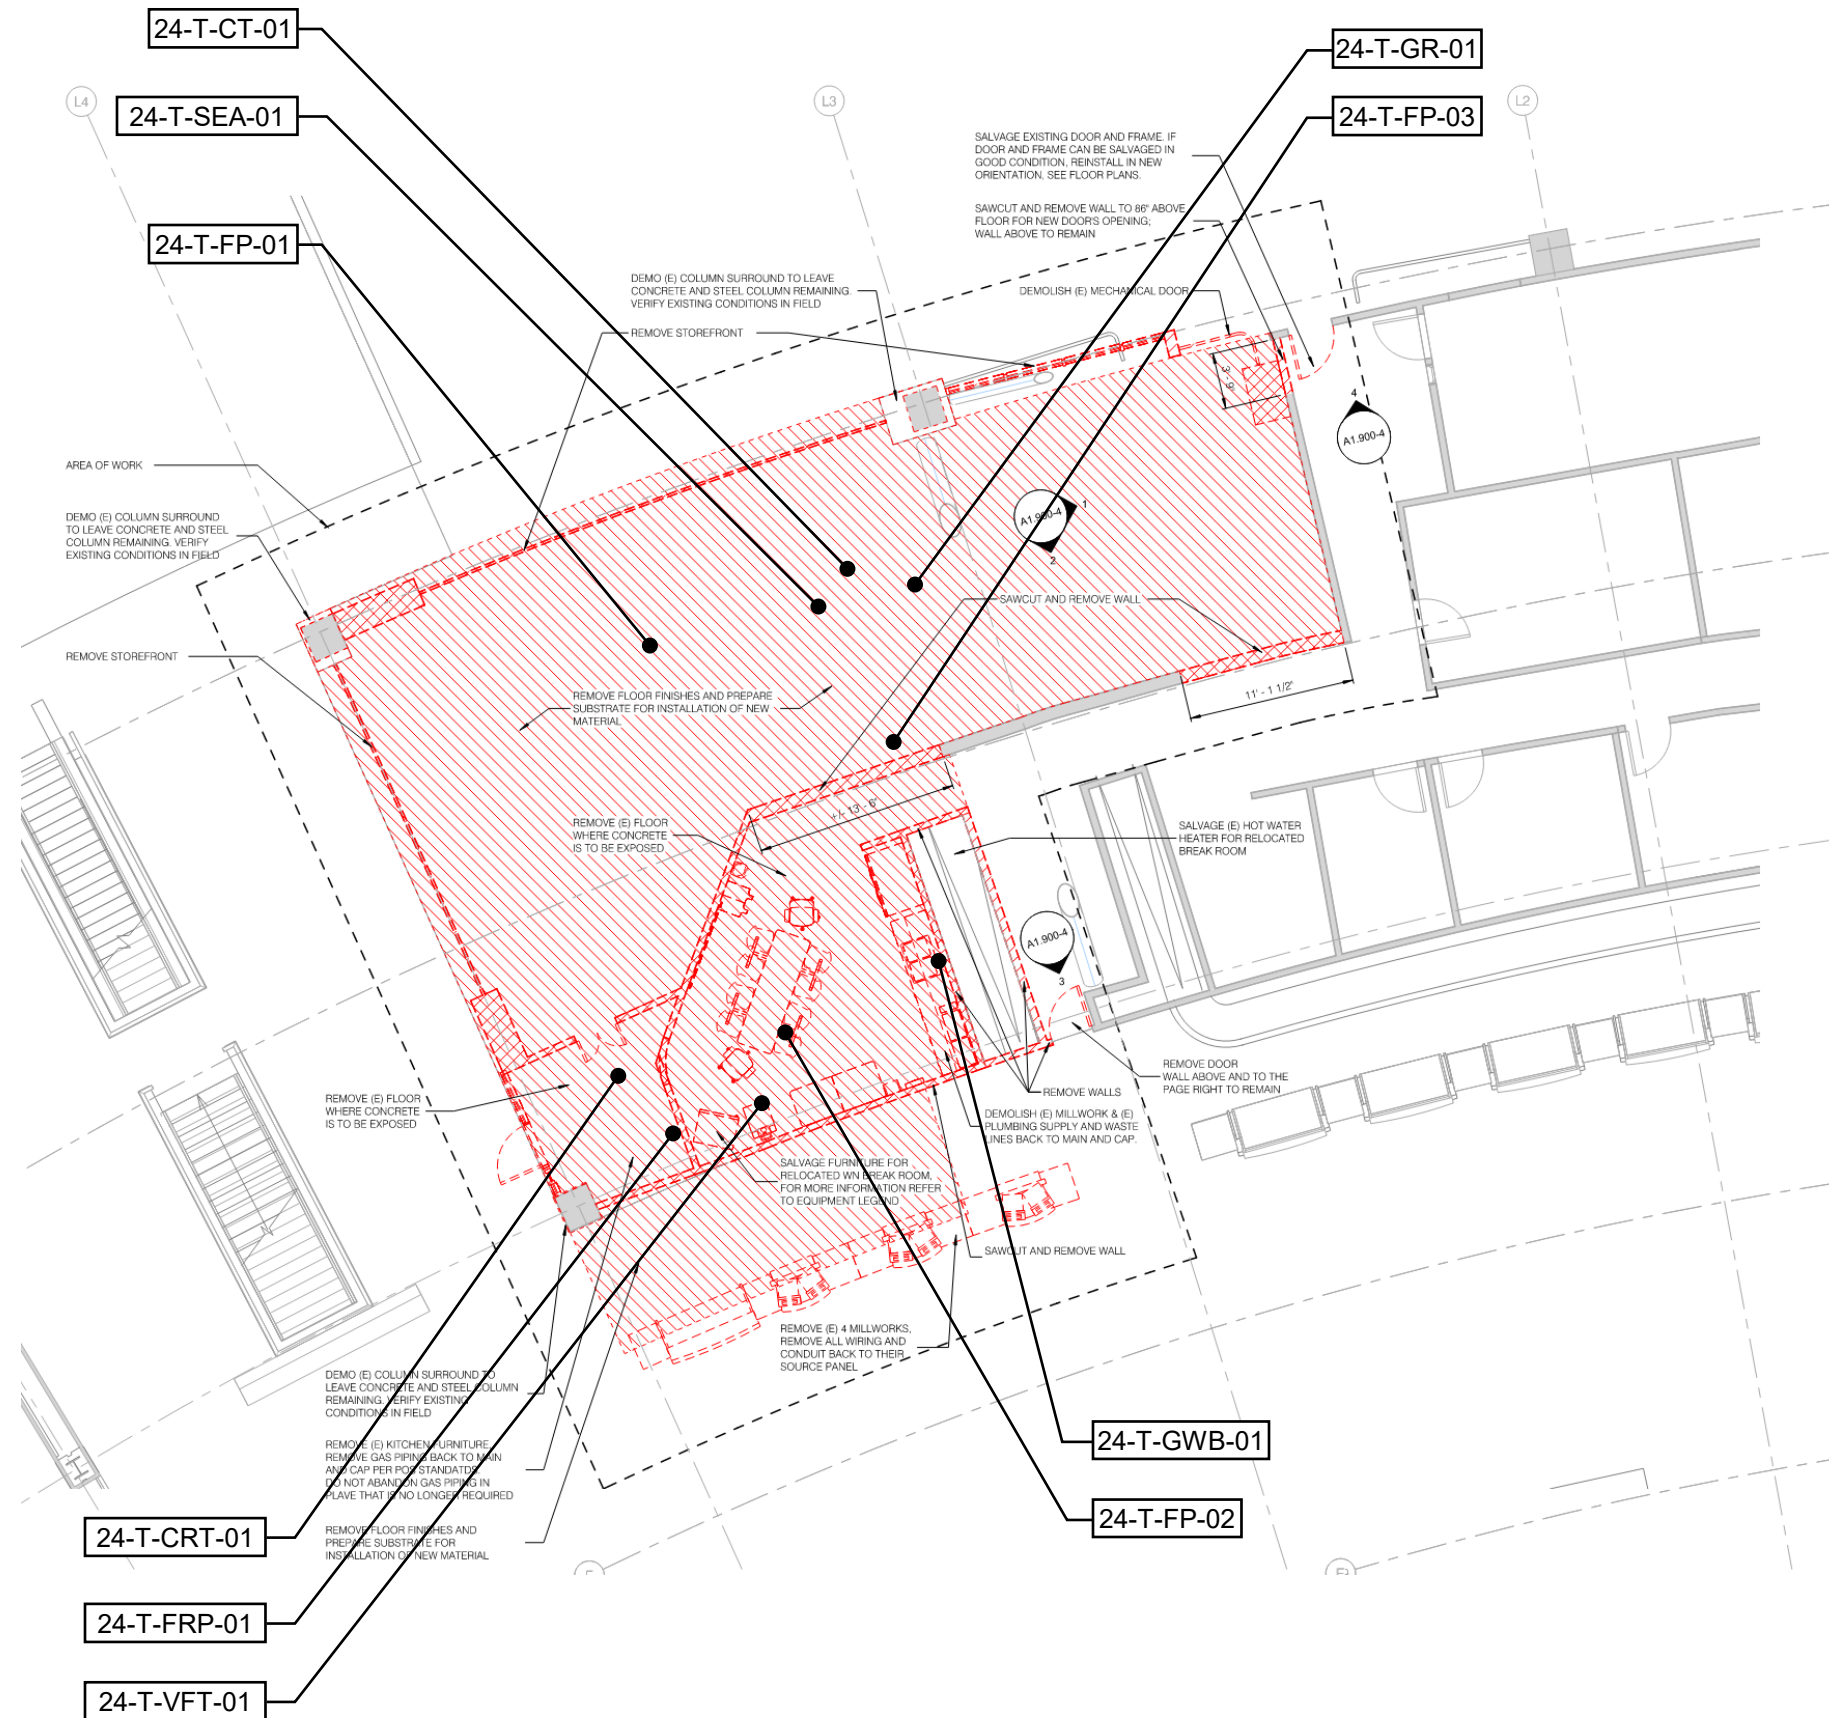 24-T-CT-01
24-T-GR-01
L4
L3
L2
24-T-SEA-01
24-T-FP-03
SALVAGE EXISTING DOOR AND FRAME. IF
DOOR AND FRAME CAN BE SALVAGED IN
GOOD CONDITION, REINSTALL IN NEW
ORIENTATION, SEE FLOOR PLANS.
SAWCUT AND REMOVE WALL TO 86" ABOVE
FLOOR FOR NEW DOOR'S OPENING;
WALL ABOVE TO REMAIN
24-T-FP-01
DEMO (E) COLUMN SURROUND TO LEAVE
CONCRETE AND STEEL COLUMN REMAINING.
VERIFY EXISTING CONDITIONS IN FIELD
DEMOLISH (E) MECHANICAL DOOR
REMOVE STOREFRONT
3' - 9"
4
A1.900-4
AREA OF WORK
DEMO (E) COLUMN SURROUND
TO LEAVE CONCRETE AND STEEL
COLUMN REMAINING. VERIFY
EXISTING CONDITIONS IN FIELD
A1.900-4
1
2
SAWCUT AND REMOVE WALL
REMOVE STOREFRONT
REMOVE FLOOR FINISHES AND PREPARE
SUBSTRATE FOR INSTALLATION OF NEW
MATERIAL
11' - 1 1/2"
+/- 13' - 6"
REMOVE (E) FLOOR
WHERE CONCRETE
IS TO BE EXPOSED
SALVAGE (E) HOT WATER
HEATER FOR RELOCATED
BREAK ROOM
A1.900-4
3
REMOVE DOOR
WALL ABOVE AND TO THE
PAGE RIGHT TO REMAIN
REMOVE WALLS
REMOVE (E) FLOOR
WHERE CONCRETE
IS TO BE EXPOSED
DEMOLISH (E) MILLWORK & (E)
PLUMBING SUPPLY AND WASTE
LINES BACK TO MAIN AND CAP.
SALVAGE FURNITURE FOR
RELOCATED WN BREAK ROOM,
FOR MORE INFORMATION REFER
TO EQUIPMENT LEGEND
SAWCUT AND REMOVE WALL
REMOVE (E) 4 MILLWORKS,
REMOVE ALL WIRING AND
CONDUIT BACK TO THEIR
SOURCE PANEL
DEMO (E) COLUMN SURROUND TO
LEAVE CONCRETE AND STEEL COLUMN
REMAINING. VERIFY EXISTING
CONDITIONS IN FIELD
24-T-GWB-01
REMOVE (E) KITCHEN FURNITURE,
REMOVE GAS PIPING BACK TO MAIN
AND CAP PER POS STANDATDS.
DO NOT ABANDON GAS PIPING IN
PLAVE THAT IS NO LONGER REQUIRED
24-T-FP-02
24-T-CRT-01
REMOVE FLOOR FINISHES AND
PREPARE SUBSTRATE FOR
INSTALLATION OF NEW MATERIAL
24-T-FRP-01
24-T-VFT-01